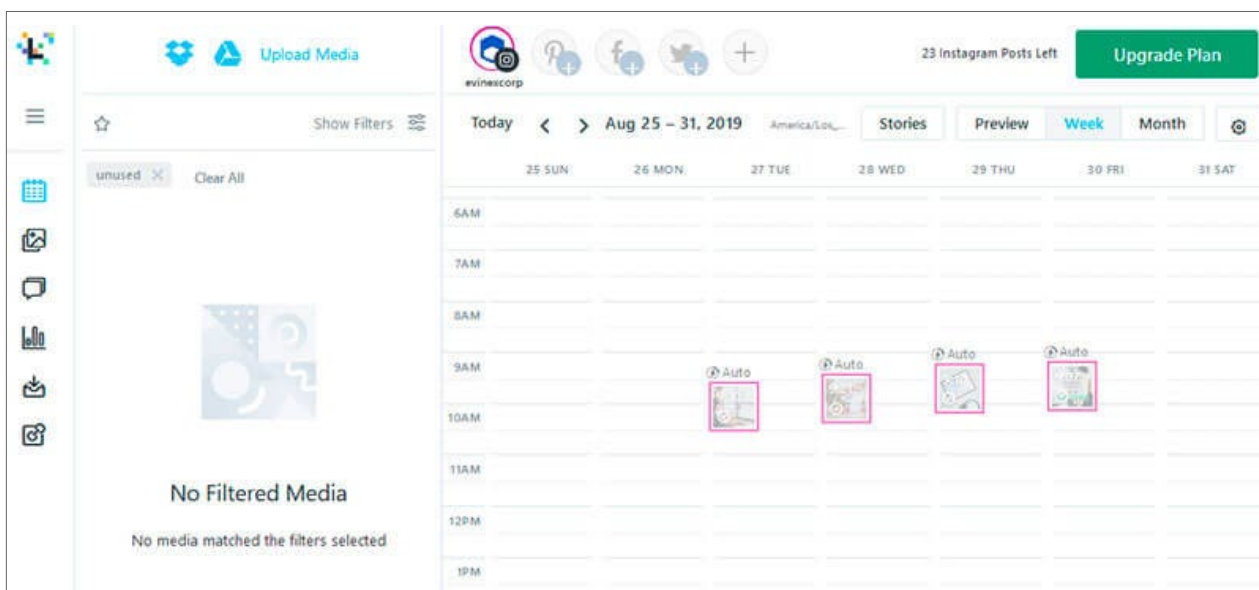 Upload Media
evinexcorp
23 Instagram Posts Left
Upgrade Plan
Show Filters
Today
Aug 25 – 31, 2019
America/Los_...
Stories
Preview
Week
Month
unused
Clear All
25 SUN
26 MON
27 TUE
28 WED
29 THU
30 FRI
31 SAT
6AM
7AM
8AM
9AM
Auto
Auto
Auto
Auto
10AM
11AM
12PM
1PM
No Filtered Media
No media matched the filters selected